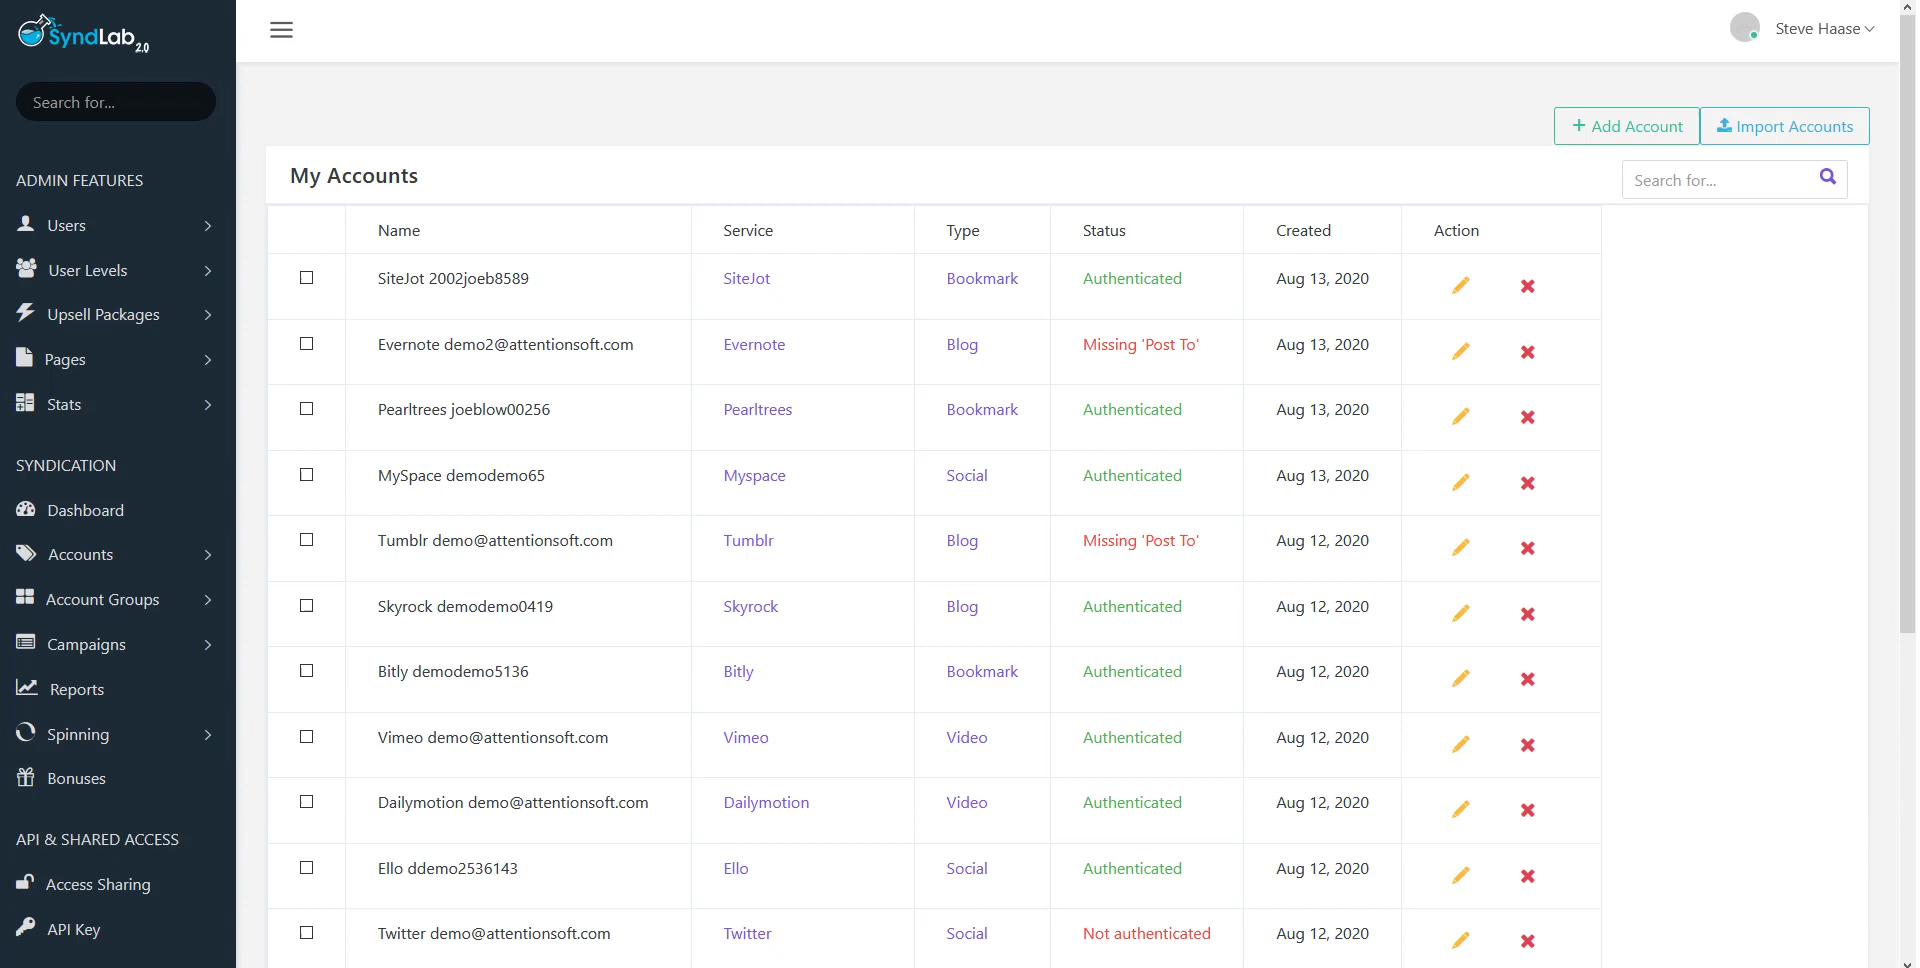 SyndLab 2.0
Steve Haase
Search for...
+ Add Account
Import Accounts
My Accounts
Search for...
ADMIN FEATURES
Users
User Levels
Upsell Packages
Pages
Stats
SYNDICATION
Dashboard
Accounts
Account Groups
Campaigns
Reports
Spinning
Bonuses
API & SHARED ACCESS
Access Sharing
API Key
Name Service Type Status Created Action
SiteJot 2002joeb8589 SiteJot Bookmark Authenticated Aug 13, 2020
Evernote demo2@attentionsoft.com Evernote Blog Missing 'Post To' Aug 13, 2020
Pearltrees joeblow00256 Pearltrees Bookmark Authenticated Aug 13, 2020
MySpace demodemo65 Myspace Social Authenticated Aug 13, 2020
Tumblr demo@attentionsoft.com Tumblr Blog Missing 'Post To' Aug 12, 2020
Skyrock demodemo0419 Skyrock Blog Authenticated Aug 12, 2020
Bitly demodemo5136 Bitly Bookmark Authenticated Aug 12, 2020
Vimeo demo@attentionsoft.com Vimeo Video Authenticated Aug 12, 2020
Dailymotion demo@attentionsoft.com Dailymotion Video Authenticated Aug 12, 2020
Ello ddemo2536143 Ello Social Authenticated Aug 12, 2020
Twitter demo@attentionsoft.com Twitter Social Not authenticated Aug 12, 2020